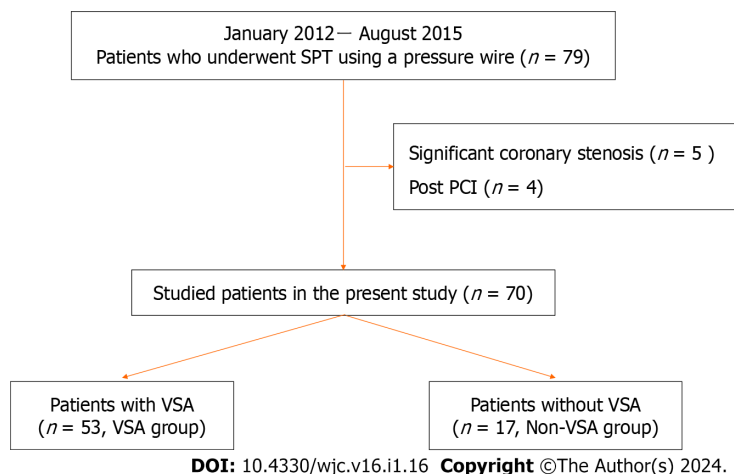 January 2012－ August 2015
Patients who underwent SPT using a pressure wire (n = 79)
Significant coronary stenosis (n = 5 )
Post PCI (n = 4)
Studied patients in the present study (n = 70)
Patients with VSA
(n = 53, VSA group)
Patients without VSA
(n = 17, Non-VSA group)
DOI: 10.4330/wjc.v16.i1.16 Copyright ©The Author(s) 2024.